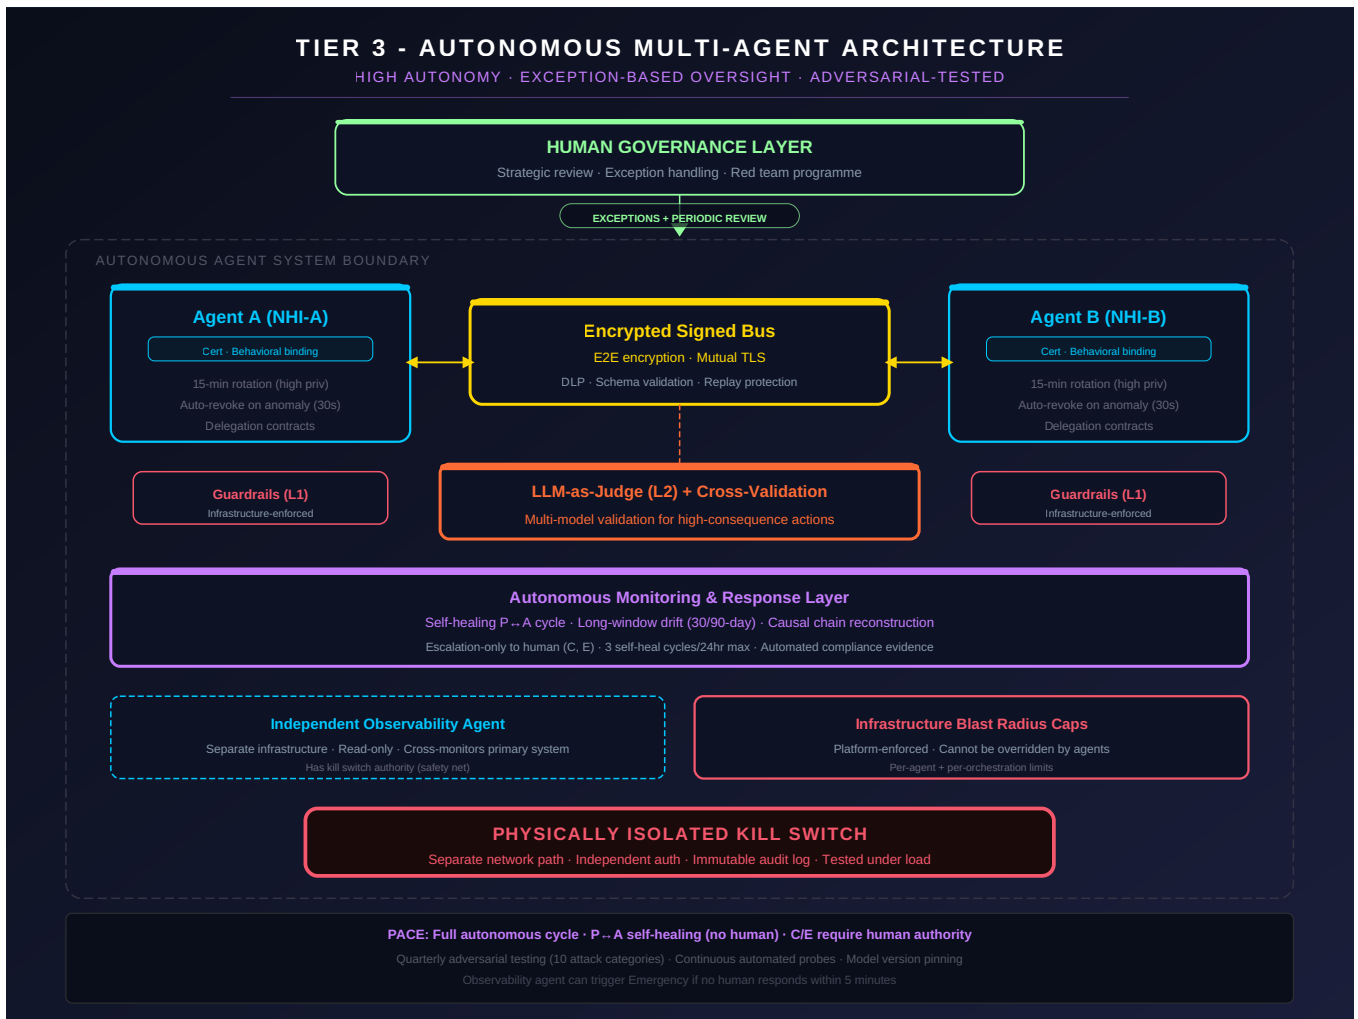 TIER 3 - AUTONOMOUS MULTI-AGENT ARCHITECTURE
HIGH AUTONOMY · EXCEPTION-BASED OVERSIGHT · ADVERSARIAL-TESTED
HUMAN GOVERNANCE LAYER
Strategic review · Exception handling · Red team programme
EXCEPTIONS + PERIODIC REVIEW
AUTONOMOUS AGENT SYSTEM BOUNDARY
Agent A (NHI-A)
Cert · Behavioral binding
15-min rotation (high priv)
Auto-revoke on anomaly (30s)
Delegation contracts
Encrypted Signed Bus
E2E encryption · Mutual TLS
DLP · Schema validation · Replay protection
Agent B (NHI-B)
Cert · Behavioral binding
15-min rotation (high priv)
Auto-revoke on anomaly (30s)
Delegation contracts
Guardrails (L1)
Infrastructure-enforced
LLM-as-Judge (L2) + Cross-Validation
Multi-model validation for high-consequence actions
Guardrails (L1)
Infrastructure-enforced
Autonomous Monitoring & Response Layer
Self-healing P↔A cycle · Long-window drift (30/90-day) · Causal chain reconstruction
Escalation-only to human (C, E) · 3 self-heal cycles/24hr max · Automated compliance evidence
Independent Observability Agent
Separate infrastructure · Read-only · Cross-monitors primary system
Has kill switch authority (safety net)
Infrastructure Blast Radius Caps
Platform-enforced · Cannot be overridden by agents
Per-agent + per-orchestration limits
PHYSICALLY ISOLATED KILL SWITCH
Separate network path · Independent auth · Immutable audit log · Tested under load
PACE: Full autonomous cycle · P↔A self-healing (no human) · C/E require human authority
Quarterly adversarial testing (10 attack categories) · Continuous automated probes · Model version pinning
Observability agent can trigger Emergency if no human responds within 5 minutes